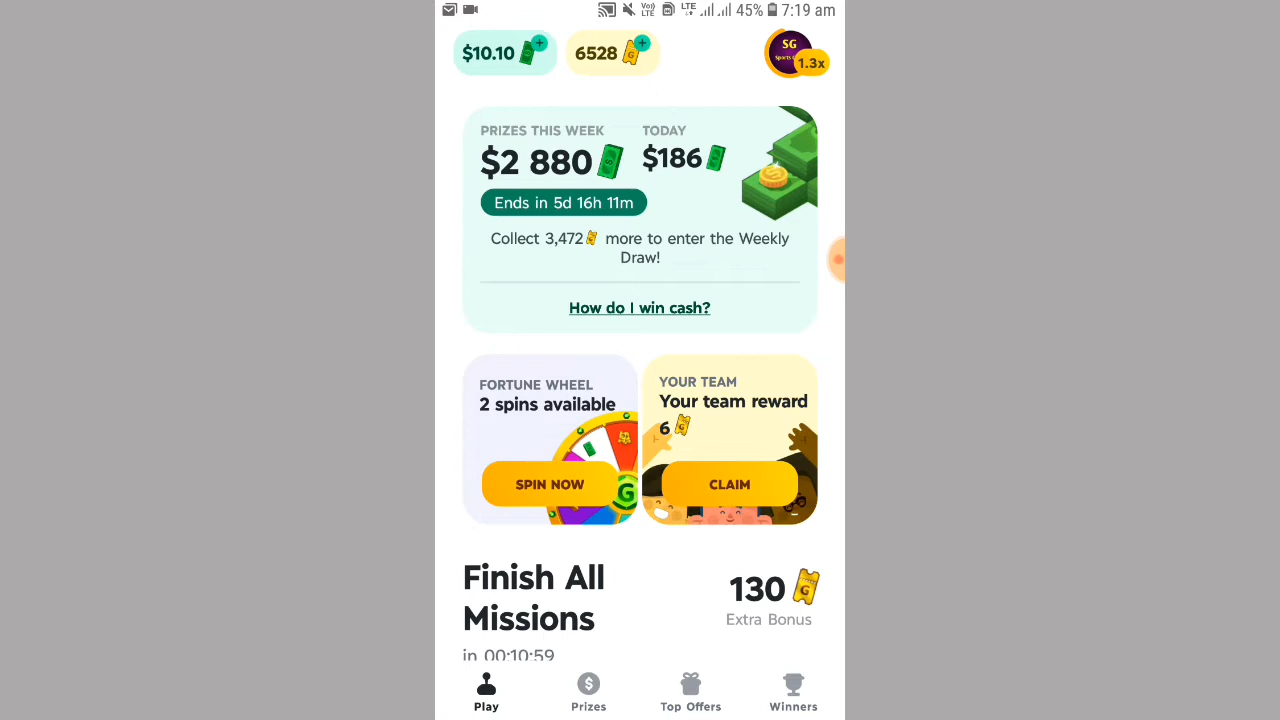 Vo))
LTE
LTE
45%
7:19 am
$10.10
6528
SG
1.3x
PRIZES THIS WEEK
TODAY
$2 880
$186
Ends in 5d 16h 11m
Collect 3,472 more to enter the Weekly
Draw!
How do I win cash?
FORTUNE WHEEL
2 spins available
SPIN NOW
G
YOUR TEAM
Your team reward
6
CLAIM
Finish All
Missions
130
G
Extra Bonus
in 00:10:59
Play
Prizes
Top Offers
Winners